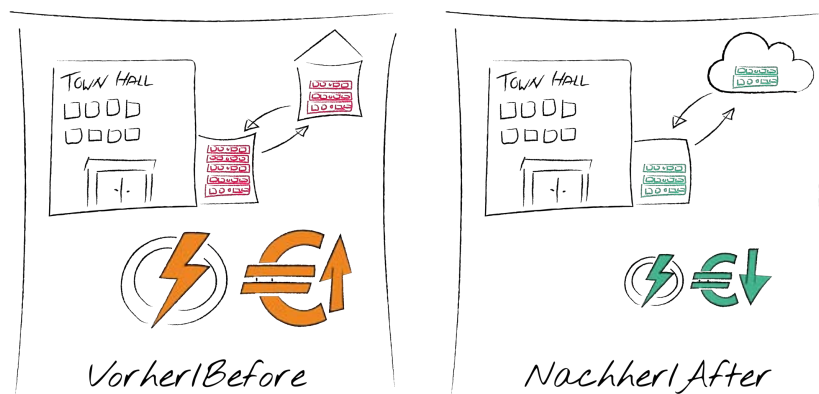 TOWN HALL
TOWN HALL
€
€
Vorher/Before
Nachher/After